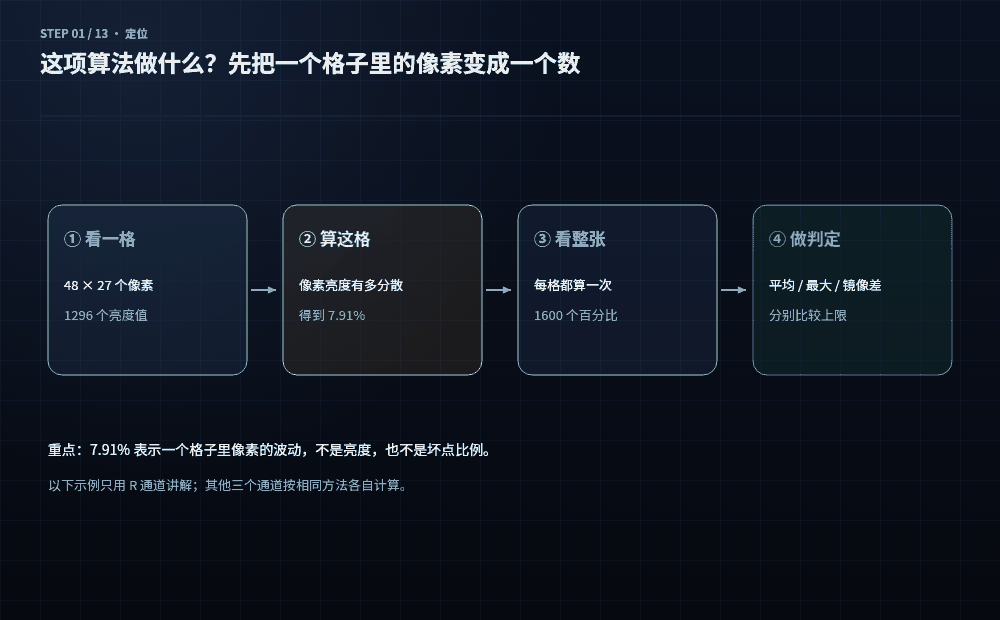 STEP 01 / 13 · 定位
这项算法做什么？先把一个格子里的像素变成一个数
① 看一格
48 × 27 个像素
1296 个亮度值
② 算这格
像素亮度有多分散
得到 7.91%
③ 看整张
每格都算一次
1600 个百分比
④ 做判定
平均 / 最大 / 镜像差
分别比较上限
重点：7.91% 表示一个格子里像素的波动，不是亮度，也不是坏点比例。
以下示例只用 R 通道讲解；其他三个通道按相同方法各自计算。